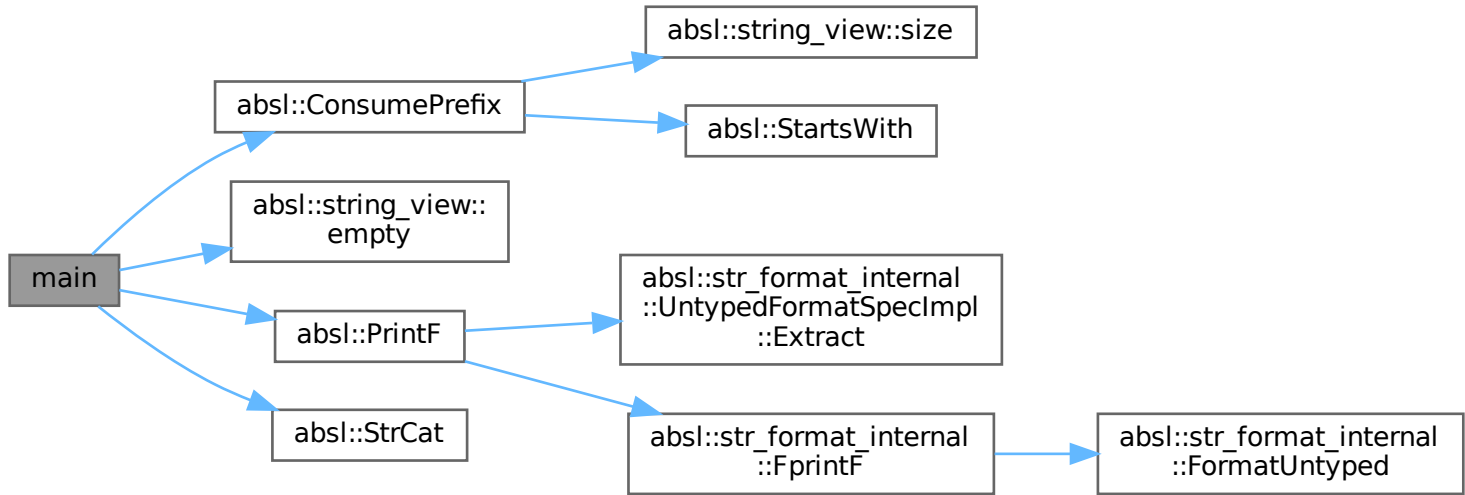 main
absl::ConsumePrefix
absl::string_view::size
absl::StartsWith
absl::string_view::
empty
absl::PrintF
absl::str_format_internal
::UntypedFormatSpecImpl
::Extract
absl::str_format_internal
::FprintF
absl::str_format_internal
::FormatUntyped
absl::StrCat